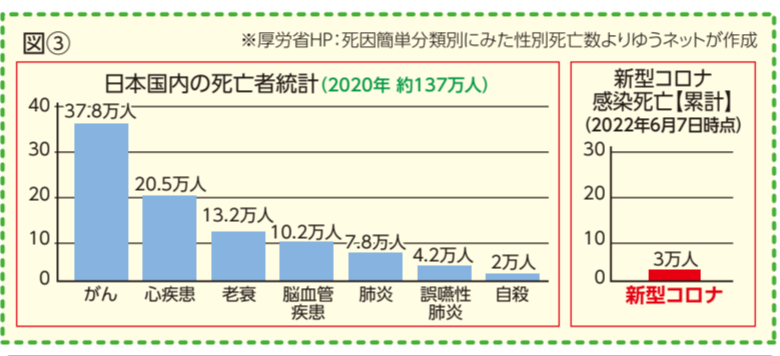 図③
※厚労省HP：死因簡単分類別にみた性別死亡数よりゆうネットが作成
日本国内の死亡者統計（2020年 約137万人）
40
30
20
10
0
37.8万人
20.5万人
13.2万人
10.2万人
7.8万人
4.2万人
2万人
がん
心疾患
老衰
脳血管
疾患
肺炎
誤嚥性
肺炎
自殺
新型コロナ
感染死亡【累計】
（2022年6月7日時点）
30
20
10
0
3万人
新型コロナ